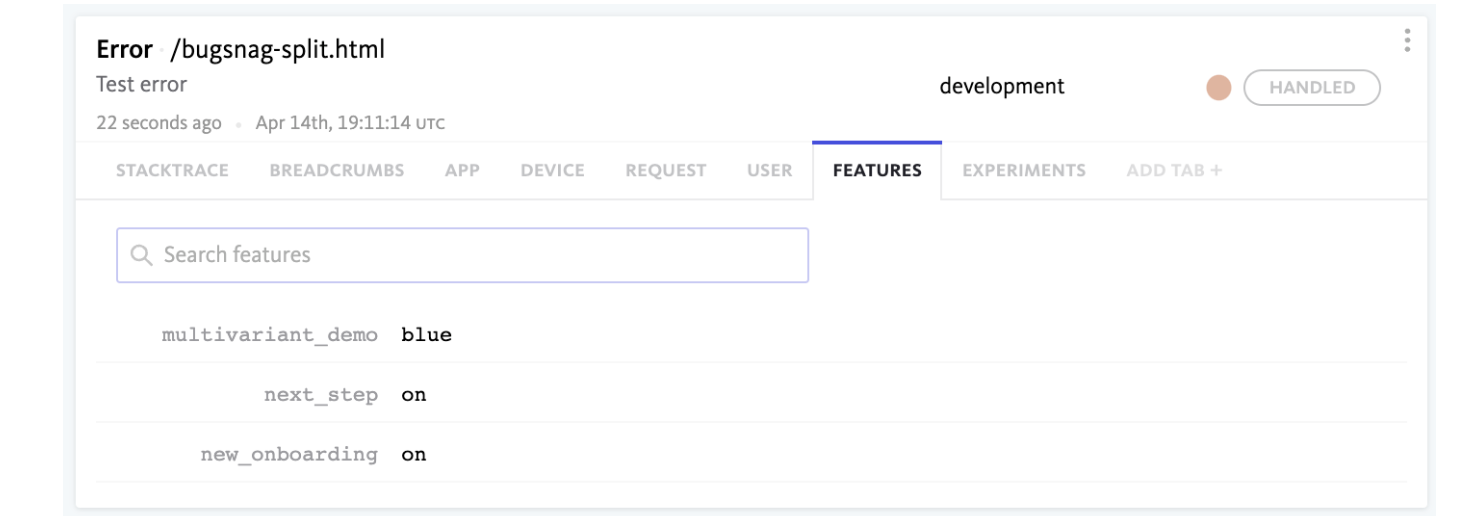 Error · /bugsnag-split.html
Test error
development HANDLED
22 seconds ago • Apr 14th, 19:11:14 UTC
STACKTRACE BREADCRUMBS APP DEVICE REQUEST USER FEATURES EXPERIMENTS ADD TAB +
Search features
multivariant_demo blue
next_step on
new_onboarding on